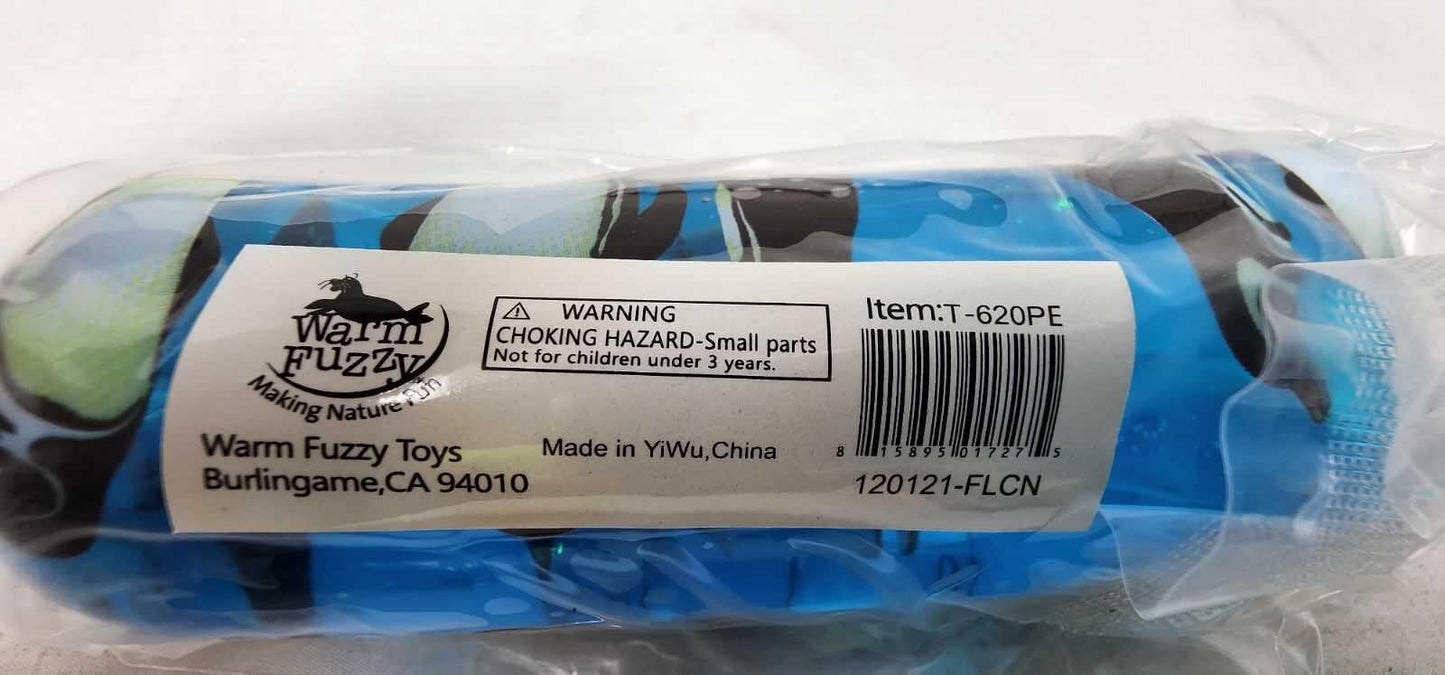 Warm
Fuzzy
Making Nature Fun
Warm Fuzzy Toys
Burlingame,CA 94010
WARNING
CHOKING HAZARD-Small parts
Not for children under 3 years.
Made in YiWu,China
Item:T-620PE
8 15895 01727 5
120121-FLCN